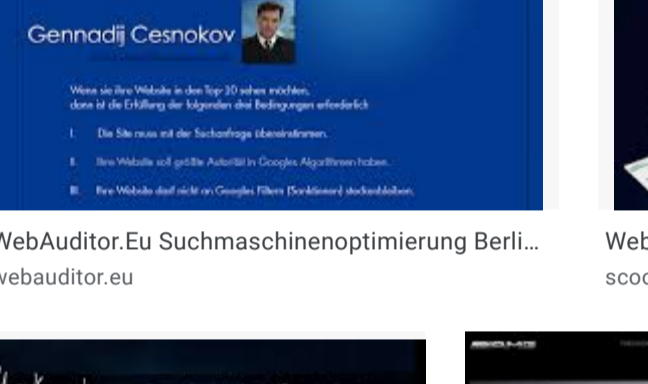 Gennadij Cesnokov
Wenn sie ihre Website in den Top-10 sehen möchten,
dann ist die Erfüllung der folgenden drei Bedingungen erforderlich
I. Die Site muss mit der Suchanfrage übereinstimmen.
II. Ihre Website soll größte Autorität in Googles Algorithmen haben.
III. Ihre Website darf nicht an Googles Filtern (Sanktionen) steckenbleiben.
WebAuditor.Eu Suchmaschinenoptimierung Berli...
Web
webauditor.eu
scoo